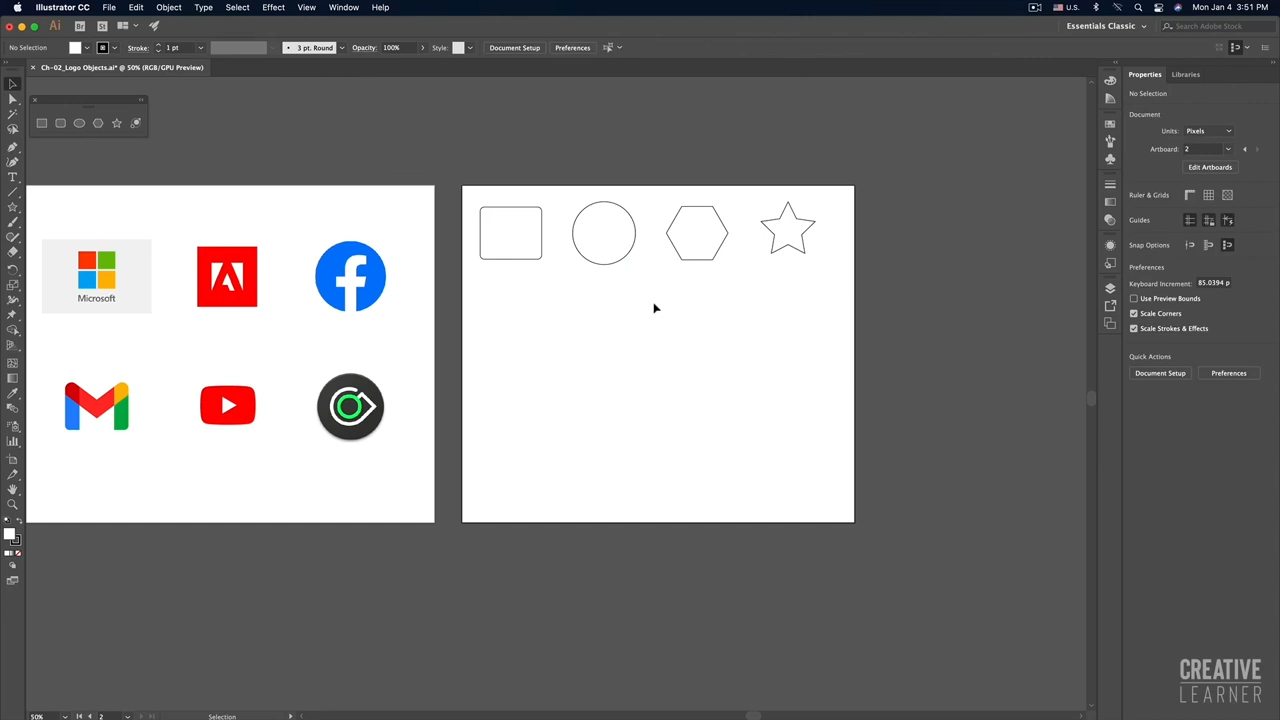 Illustrator CC File Edit Object Type Select Effect View Window Help U.S. Mon Jan 4 3:51 PM
Ai Br St Essentials Classic Search Adobe Stock
No Selection Stroke: 1 pt 3 pt. Round Opacity: 100% Style: Document Setup Preferences
Ch-02_Logo Objects.ai* @ 50% (RGB/GPU Preview)
Properties Libraries
No Selection
Document
Units: Pixels
Artboard: 2
Edit Artboards
Ruler & Grids
Guides
Snap Options
Preferences
Keyboard Increment: 85.0394 p
Use Preview Bounds
Scale Corners
Scale Strokes & Effects
Quick Actions
Document Setup Preferences
Microsoft
CREATIVE
LEARNER
50% 2 Selection